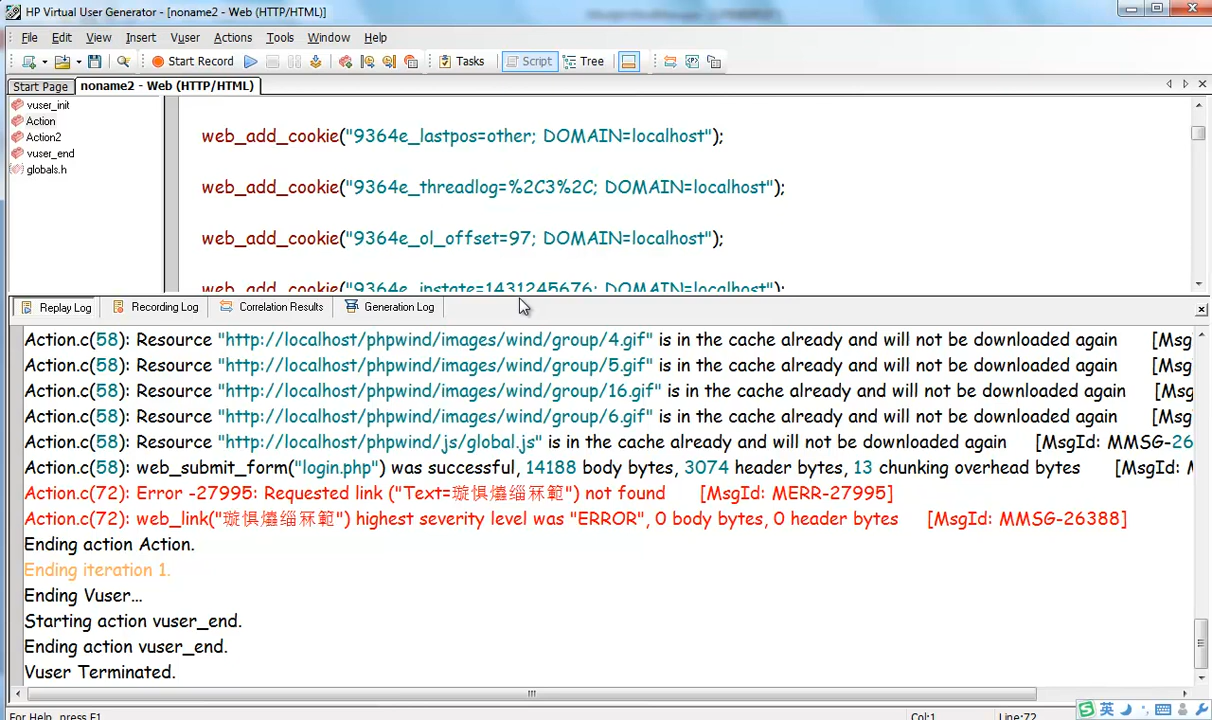 HP Virtual User Generator - [noname2 - Web (HTTP/HTML)]
File Edit View Insert Vuser Actions Tools Window Help
Start Record Tasks Script Tree
Start Page noname2 - Web (HTTP/HTML)
vuser_init
Action
Action2
vuser_end
globals.h
web_add_cookie("9364e_lastpos=other; DOMAIN=localhost");
web_add_cookie("9364e_threadlog=%2C3%2C; DOMAIN=localhost");
web_add_cookie("9364e_ol_offset=97; DOMAIN=localhost");
web_add_cookie("9364e_ipstate=1431245676; DOMAIN=localhost");
Replay Log Recording Log Correlation Results Generation Log
Action.c(58): Resource "http://localhost/phpwind/images/wind/group/4.gif" is in the cache already and will not be downloaded again [Msg
Action.c(58): Resource "http://localhost/phpwind/images/wind/group/5.gif" is in the cache already and will not be downloaded again [Msg
Action.c(58): Resource "http://localhost/phpwind/images/wind/group/16.gif" is in the cache already and will not be downloaded again [Ms
Action.c(58): Resource "http://localhost/phpwind/images/wind/group/6.gif" is in the cache already and will not be downloaded again [Msg
Action.c(58): Resource "http://localhost/phpwind/js/global.js" is in the cache already and will not be downloaded again [MsgId: MMSG-26
Action.c(58): web_submit_form("login.php") was successful, 14188 body bytes, 3074 header bytes, 13 chunking overhead bytes [MsgId: M
Action.c(72): Error -27995: Requested link ("Text=璇惧爣缁冧範") not found [MsgId: MERR-27995]
Action.c(72): web_link("璇惧爣缁冧範") highest severity level was "ERROR", 0 body bytes, 0 header bytes [MsgId: MMSG-26388]
Ending action Action.
Ending iteration 1.
Ending Vuser...
Starting action vuser_end.
Ending action vuser_end.
Vuser Terminated.
For Help, press F1 Col:1 Line:72
英